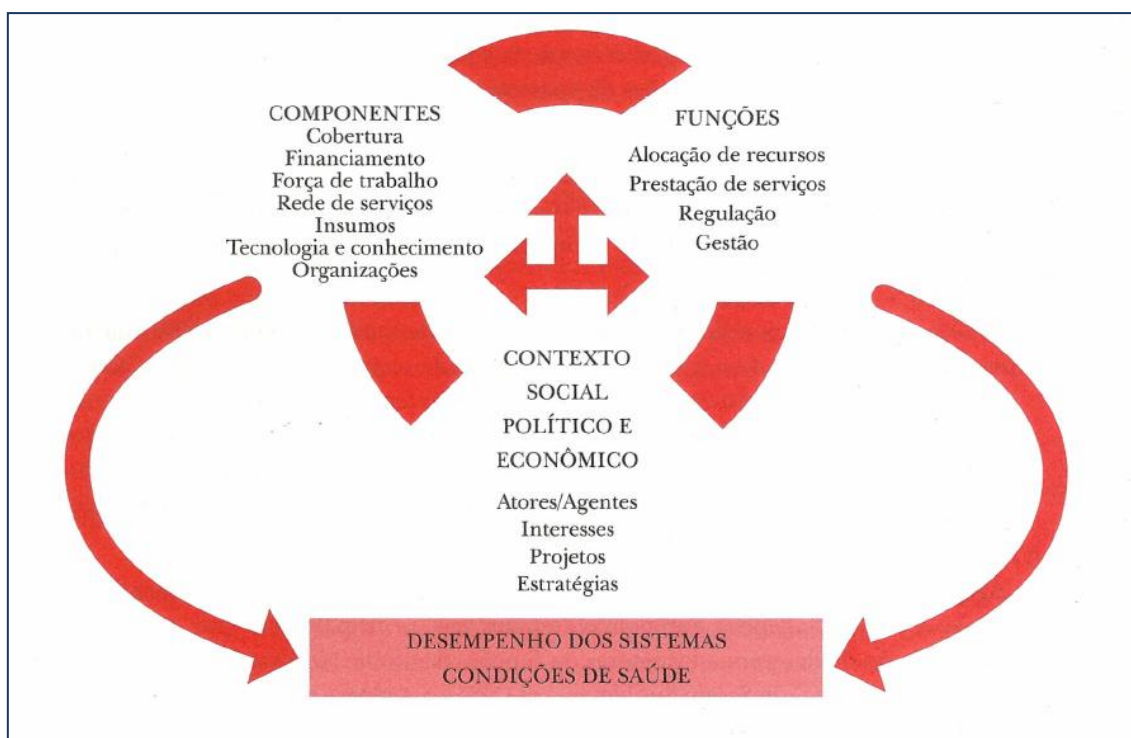 COMPONENTES
Cobertura
Financiamento
Força de trabalho
Rede de serviços
Insumos
Tecnologia e conhecimento
Organizações
FUNÇÕES
Alocação de recursos
Prestação de serviços
Regulação
Gestão
CONTEXTO
SOCIAL
POLÍTICO E
ECONÔMICO
Atores/Agentes
Interesses
Projetos
Estratégias
DESEMPENHO DOS SISTEMAS
CONDIÇÕES DE SAÚDE